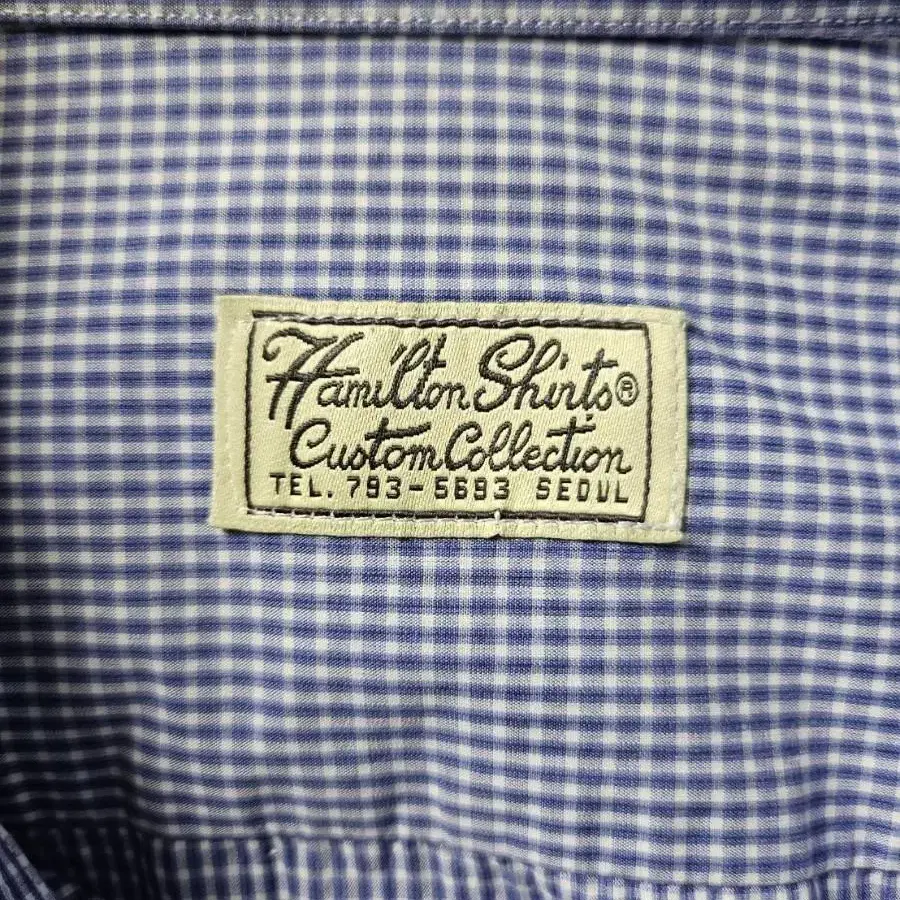 Hamilton Shirts®
Custom Collection
TEL. 793-5693 SEOUL